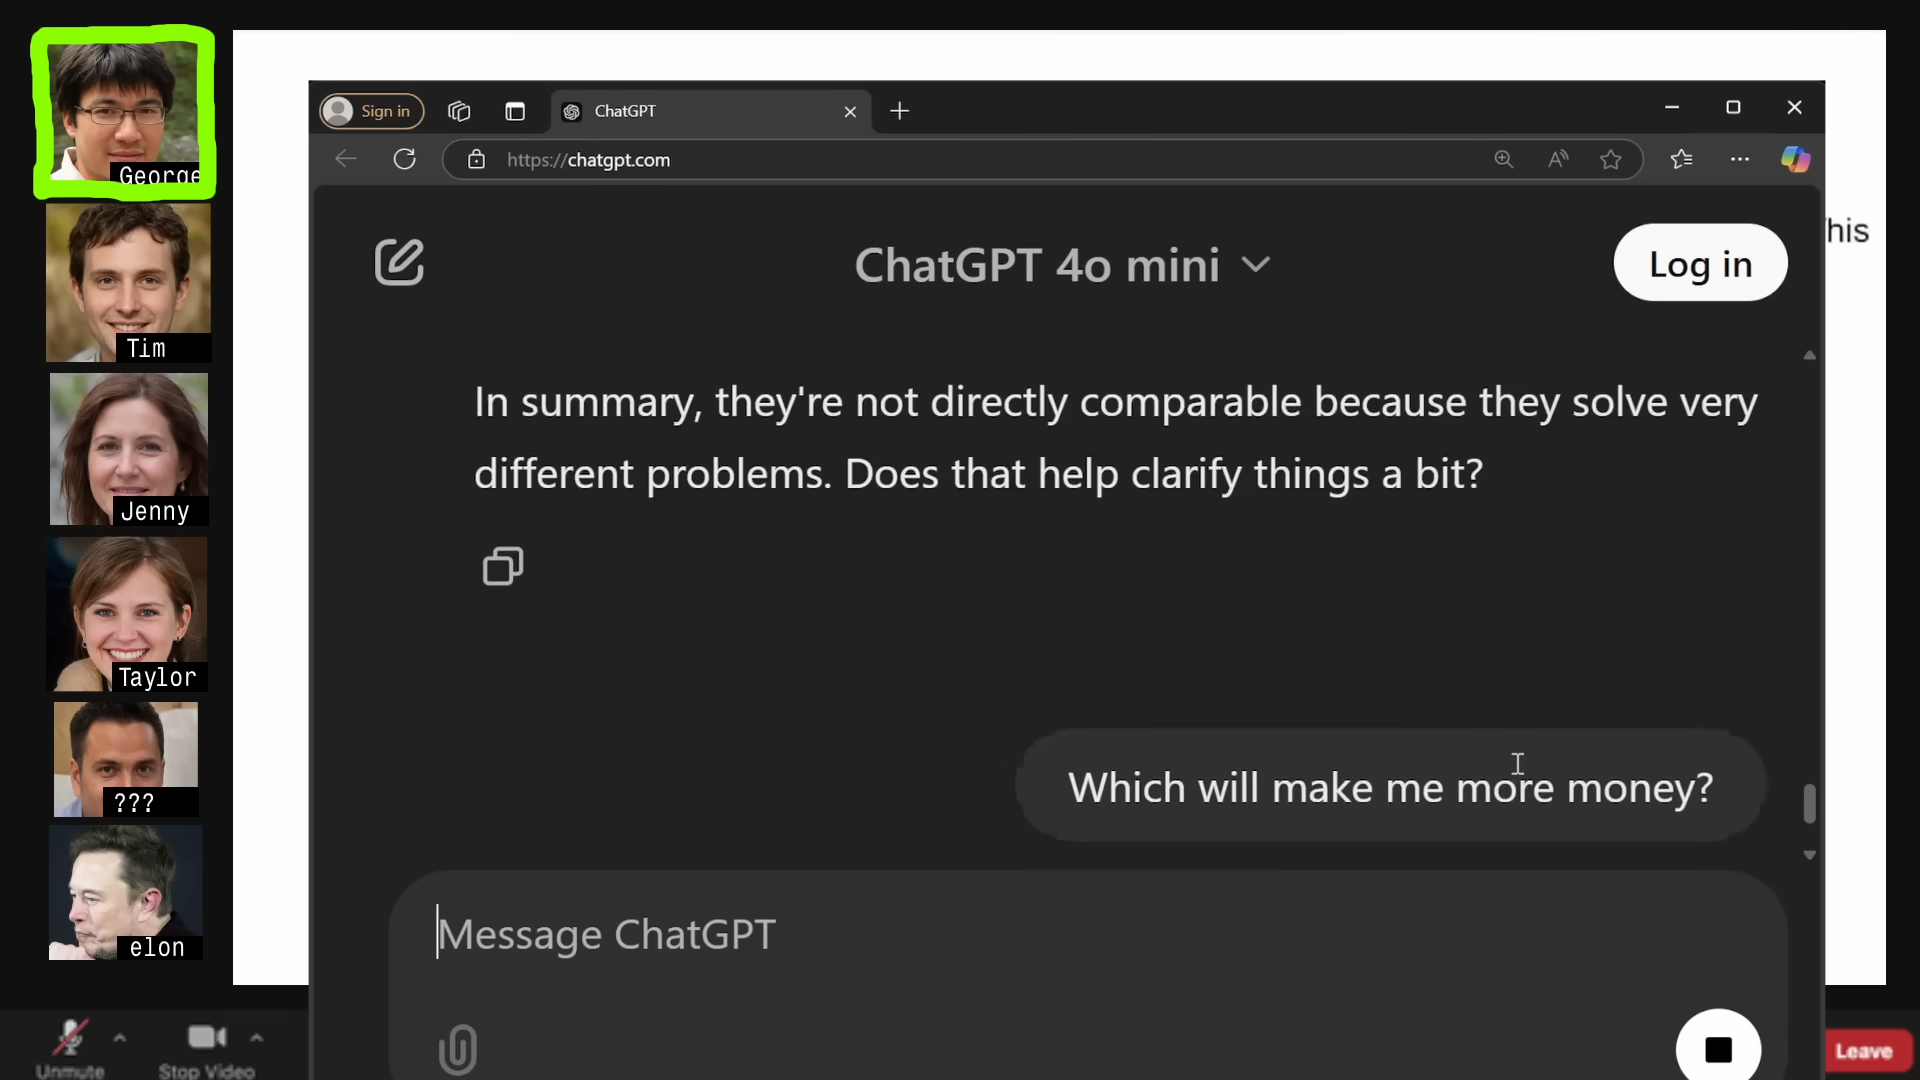 George
Tim
Jenny
Taylor
???
elon
Sign in
ChatGPT
https://chatgpt.com
ChatGPT 4o mini
Log in
his
In summary, they're not directly comparable because they solve very
different problems. Does that help clarify things a bit?
Which will make me more money?
Message ChatGPT
Unmute
Stop Video
Leave